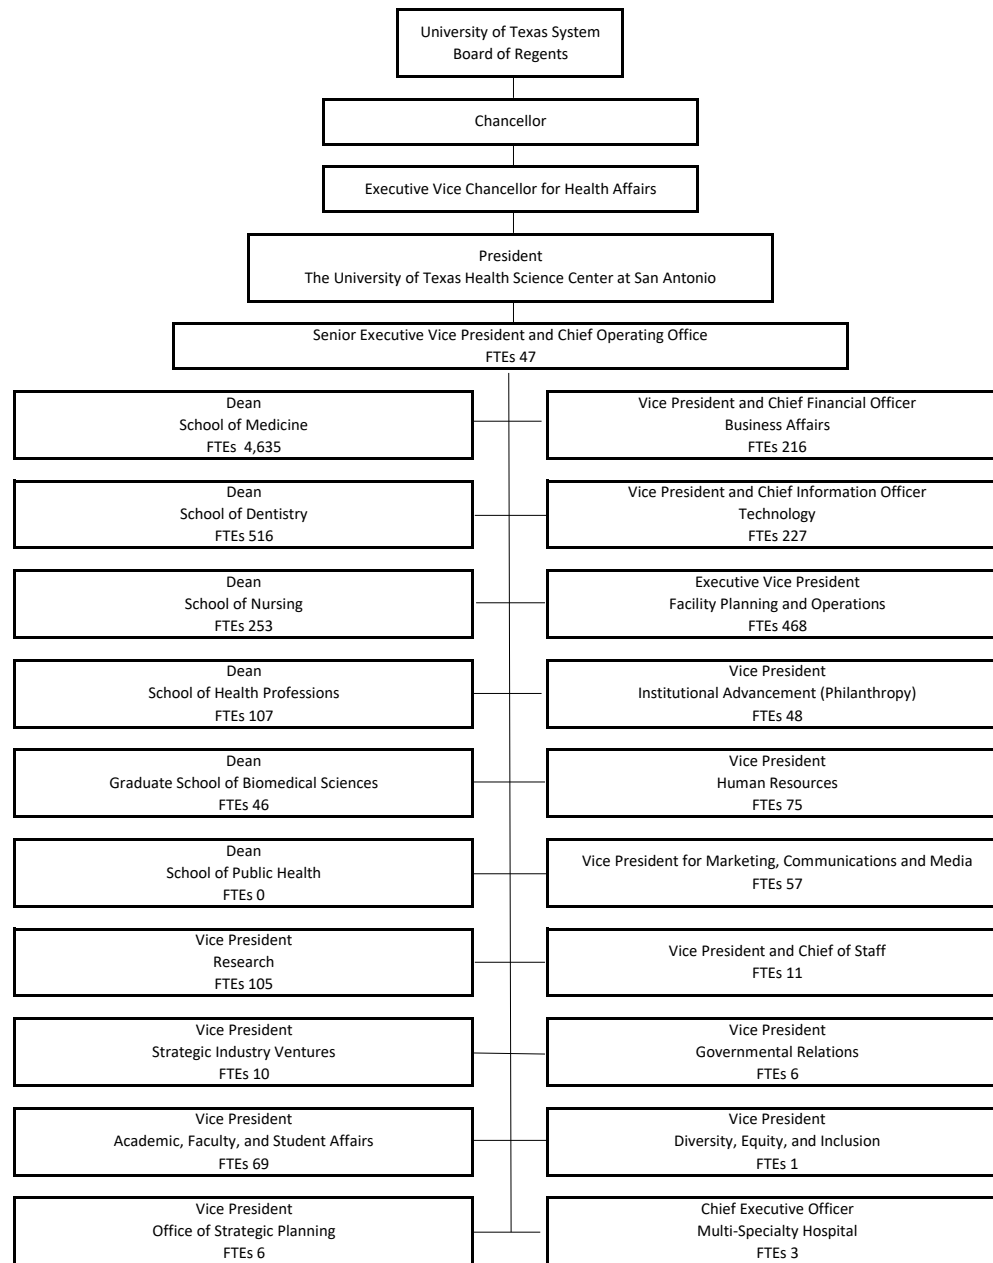 University of Texas System
Board of Regents
Chancellor
Executive Vice Chancellor for Health Affairs
President
The University of Texas Health Science Center at San Antonio
Senior Executive Vice President and Chief Operating Office
FTEs 47
Dean
School of Medicine
FTEs 4,635
Vice President and Chief Financial Officer
Business Affairs
FTEs 216
Dean
School of Dentistry
FTEs 516
Vice President and Chief Information Officer
Technology
FTEs 227
Dean
School of Nursing
FTEs 253
Executive Vice President
Facility Planning and Operations
FTEs 468
Dean
School of Health Professions
FTEs 107
Vice President
Institutional Advancement (Philanthropy)
FTEs 48
Dean
Graduate School of Biomedical Sciences
FTEs 46
Vice President
Human Resources
FTEs 75
Dean
School of Public Health
FTEs 0
Vice President for Marketing, Communications and Media
FTEs 57
Vice President
Research
FTEs 105
Vice President and Chief of Staff
FTEs 11
Vice President
Strategic Industry Ventures
FTEs 10
Vice President
Governmental Relations
FTEs 6
Vice President
Academic, Faculty, and Student Affairs
FTEs 69
Vice President
Diversity, Equity, and Inclusion
FTEs 1
Vice President
Office of Strategic Planning
FTEs 6
Chief Executive Officer
Multi-Specialty Hospital
FTEs 3